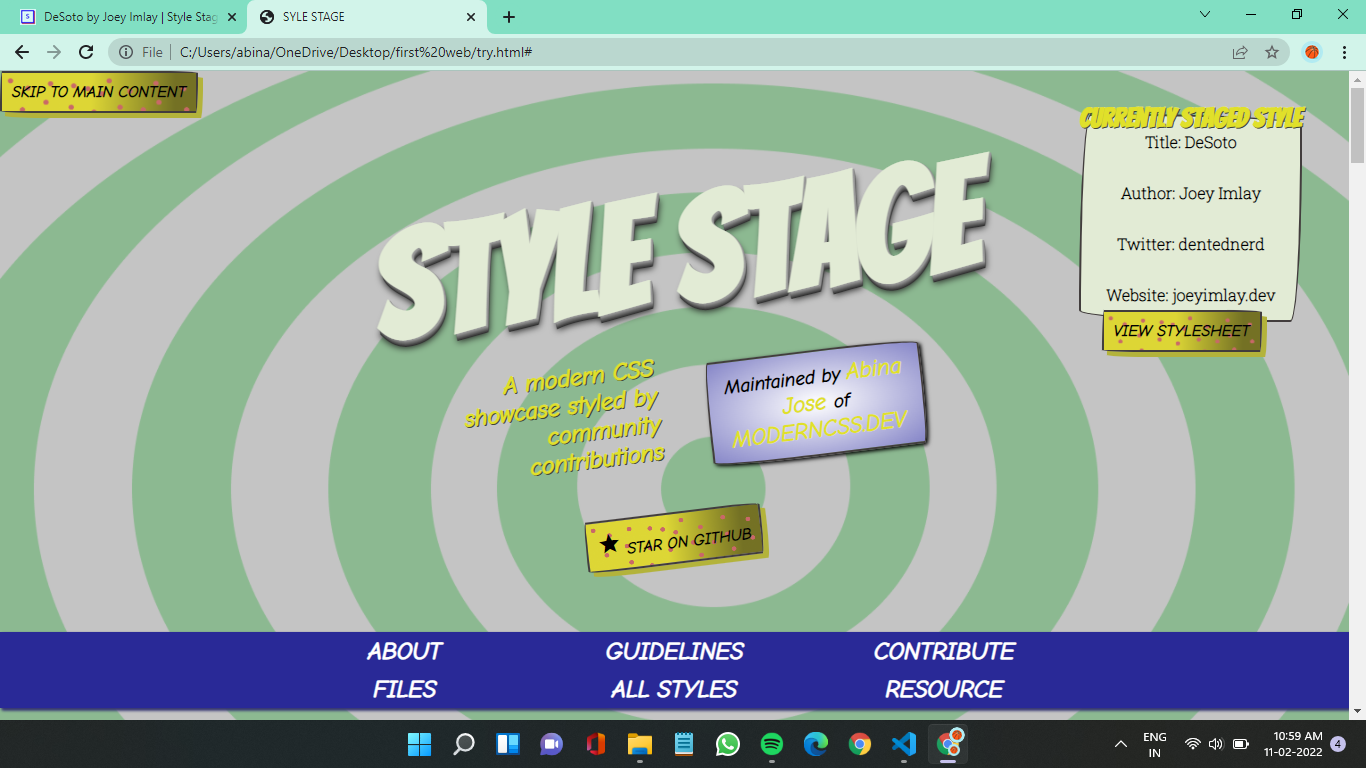 DeSoto by Joey Imlay | Style Stag
SYLE STAGE
File
C:/Users/abina/OneDrive/Desktop/first%20web/try.html#
SKIP TO MAIN CONTENT
CURRENTLY STAGED STYLE
Title: DeSoto
Author: Joey Imlay
Twitter: dentednerd
Website: joeyimlay.dev
VIEW STYLESHEET
STYLE STAGE
A modern CSS
showcase styled by
community
contributions
Maintained by Abina
Jose of
MODERNCSS.DEV
STAR ON GITHUB
ABOUT GUIDELINES CONTRIBUTE
FILES ALL STYLES RESOURCE
ENG
IN
10:59 AM
11-02-2022
4